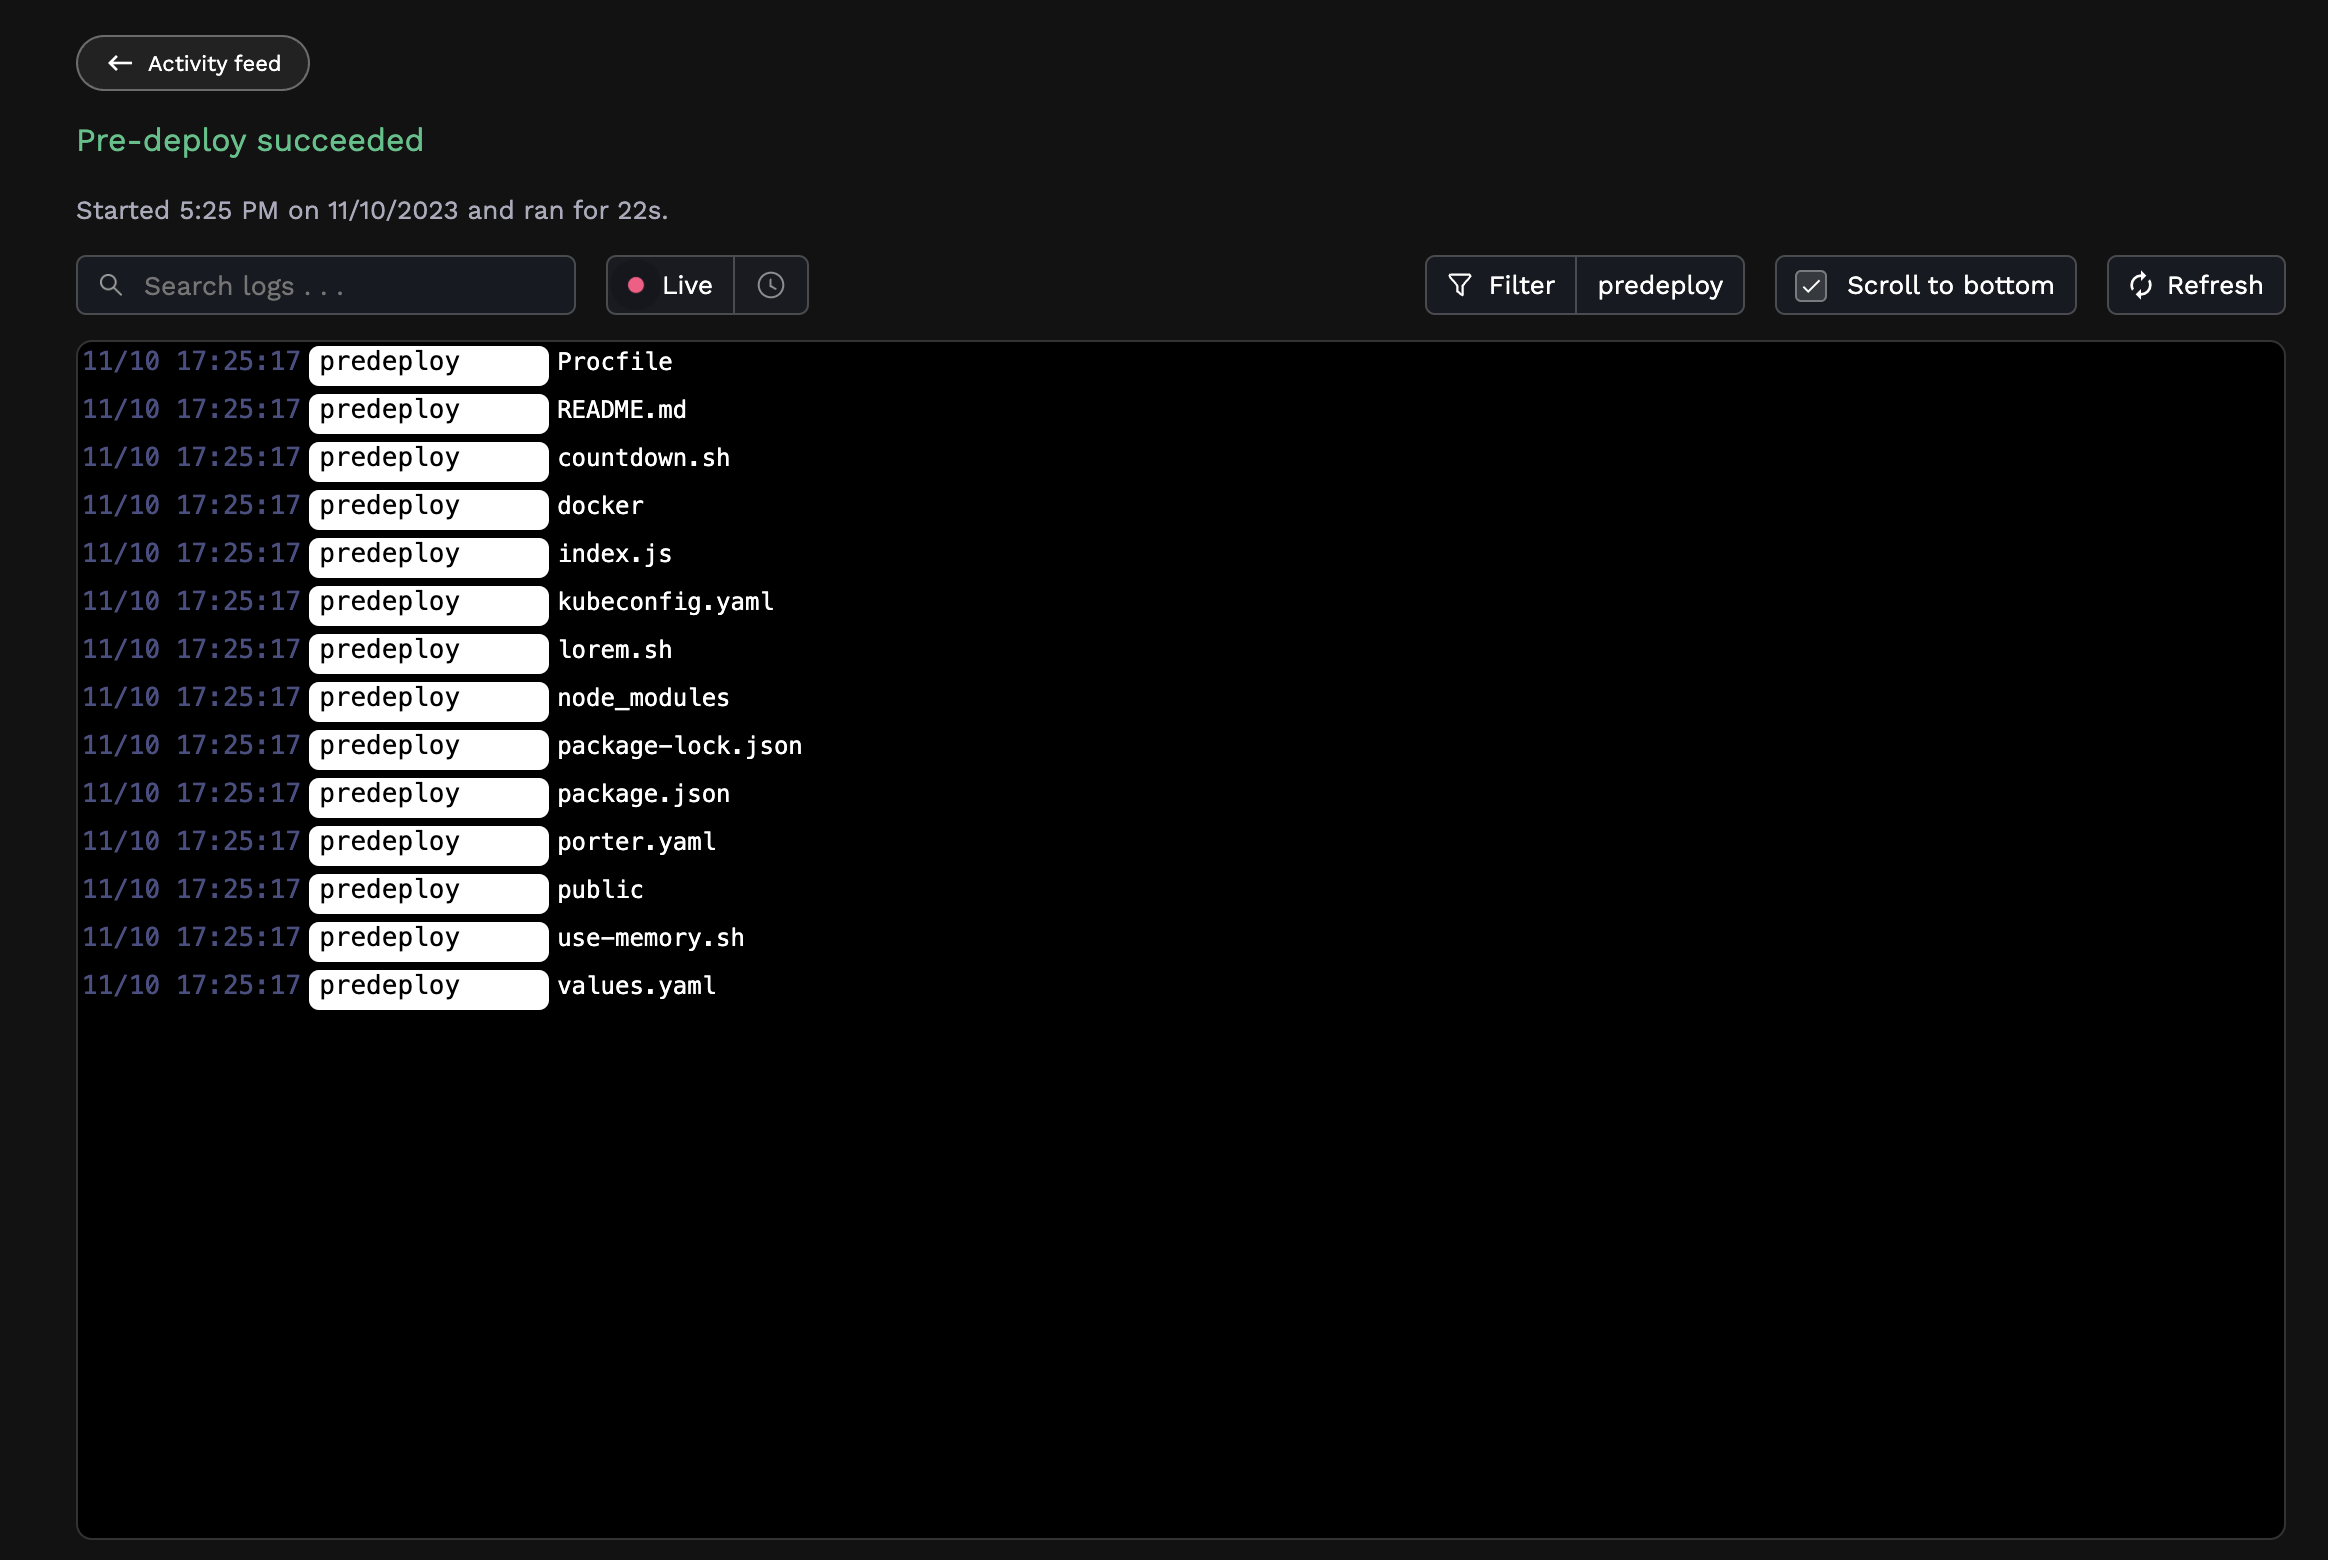 Activity feed
Pre-deploy succeeded
Started 5:25 PM on 11/10/2023 and ran for 22s.
Search logs . . . Live Filter predeploy Scroll to bottom Refresh
11/10 17:25:17 predeploy Procfile
11/10 17:25:17 predeploy README.md
11/10 17:25:17 predeploy countdown.sh
11/10 17:25:17 predeploy docker
11/10 17:25:17 predeploy index.js
11/10 17:25:17 predeploy kubeconfig.yaml
11/10 17:25:17 predeploy lorem.sh
11/10 17:25:17 predeploy node_modules
11/10 17:25:17 predeploy package-lock.json
11/10 17:25:17 predeploy package.json
11/10 17:25:17 predeploy porter.yaml
11/10 17:25:17 predeploy public
11/10 17:25:17 predeploy use-memory.sh
11/10 17:25:17 predeploy values.yaml